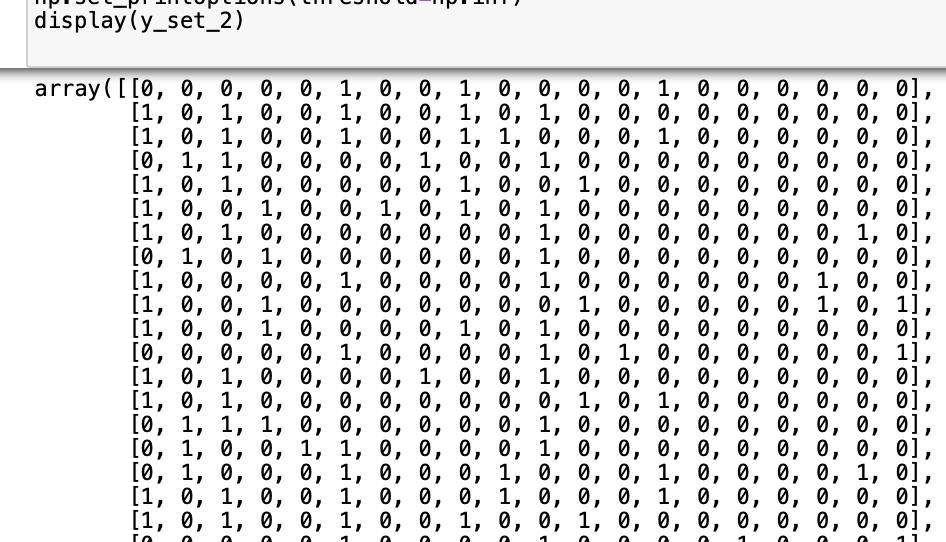 np.set_printoptions(threshold=np.inf)
display(y_set_2)
array([[0, 0, 0, 0, 0, 1, 0, 0, 1, 0, 0, 0, 0, 1, 0, 0, 0, 0, 0, 0],
[1, 0, 1, 0, 0, 1, 0, 0, 1, 0, 1, 0, 0, 0, 0, 0, 0, 0, 0, 0],
[1, 0, 1, 0, 0, 1, 0, 0, 1, 1, 0, 0, 0, 1, 0, 0, 0, 0, 0, 0],
[0, 1, 1, 0, 0, 0, 0, 1, 0, 0, 1, 0, 0, 0, 0, 0, 0, 0, 0, 0],
[1, 0, 1, 0, 0, 0, 0, 0, 1, 0, 0, 1, 0, 0, 0, 0, 0, 0, 0, 0],
[1, 0, 0, 1, 0, 0, 1, 0, 1, 0, 1, 0, 0, 0, 0, 0, 0, 0, 0, 0],
[1, 0, 1, 0, 0, 0, 0, 0, 0, 0, 1, 0, 0, 0, 0, 0, 0, 0, 1, 0],
[0, 1, 0, 1, 0, 0, 0, 0, 0, 0, 1, 0, 0, 0, 0, 0, 0, 0, 0, 0],
[1, 0, 0, 0, 0, 1, 0, 0, 0, 0, 1, 0, 0, 0, 0, 0, 0, 1, 0, 0],
[1, 0, 0, 1, 0, 0, 0, 0, 0, 0, 0, 1, 0, 0, 0, 0, 0, 1, 0, 1],
[1, 0, 0, 1, 0, 0, 0, 0, 1, 0, 1, 0, 0, 0, 0, 0, 0, 0, 0, 0],
[0, 0, 0, 0, 0, 1, 0, 0, 0, 0, 1, 0, 1, 0, 0, 0, 0, 0, 0, 1],
[1, 0, 1, 0, 0, 0, 0, 1, 0, 0, 1, 0, 0, 0, 0, 0, 0, 0, 0, 0],
[1, 0, 1, 0, 0, 0, 0, 0, 0, 0, 0, 1, 0, 1, 0, 0, 0, 0, 0, 0],
[0, 1, 1, 1, 0, 0, 0, 0, 0, 0, 1, 0, 0, 0, 0, 0, 0, 0, 0, 0],
[0, 1, 0, 0, 1, 1, 0, 0, 0, 0, 1, 0, 0, 0, 0, 0, 0, 0, 0, 0],
[0, 1, 0, 0, 0, 1, 0, 0, 0, 1, 0, 0, 0, 1, 0, 0, 0, 0, 1, 0],
[1, 0, 1, 0, 0, 1, 0, 0, 0, 1, 0, 0, 0, 1, 0, 0, 0, 0, 0, 0],
[1, 0, 1, 0, 0, 1, 0, 0, 1, 0, 0, 1, 0, 0, 0, 0, 0, 0, 0, 0],